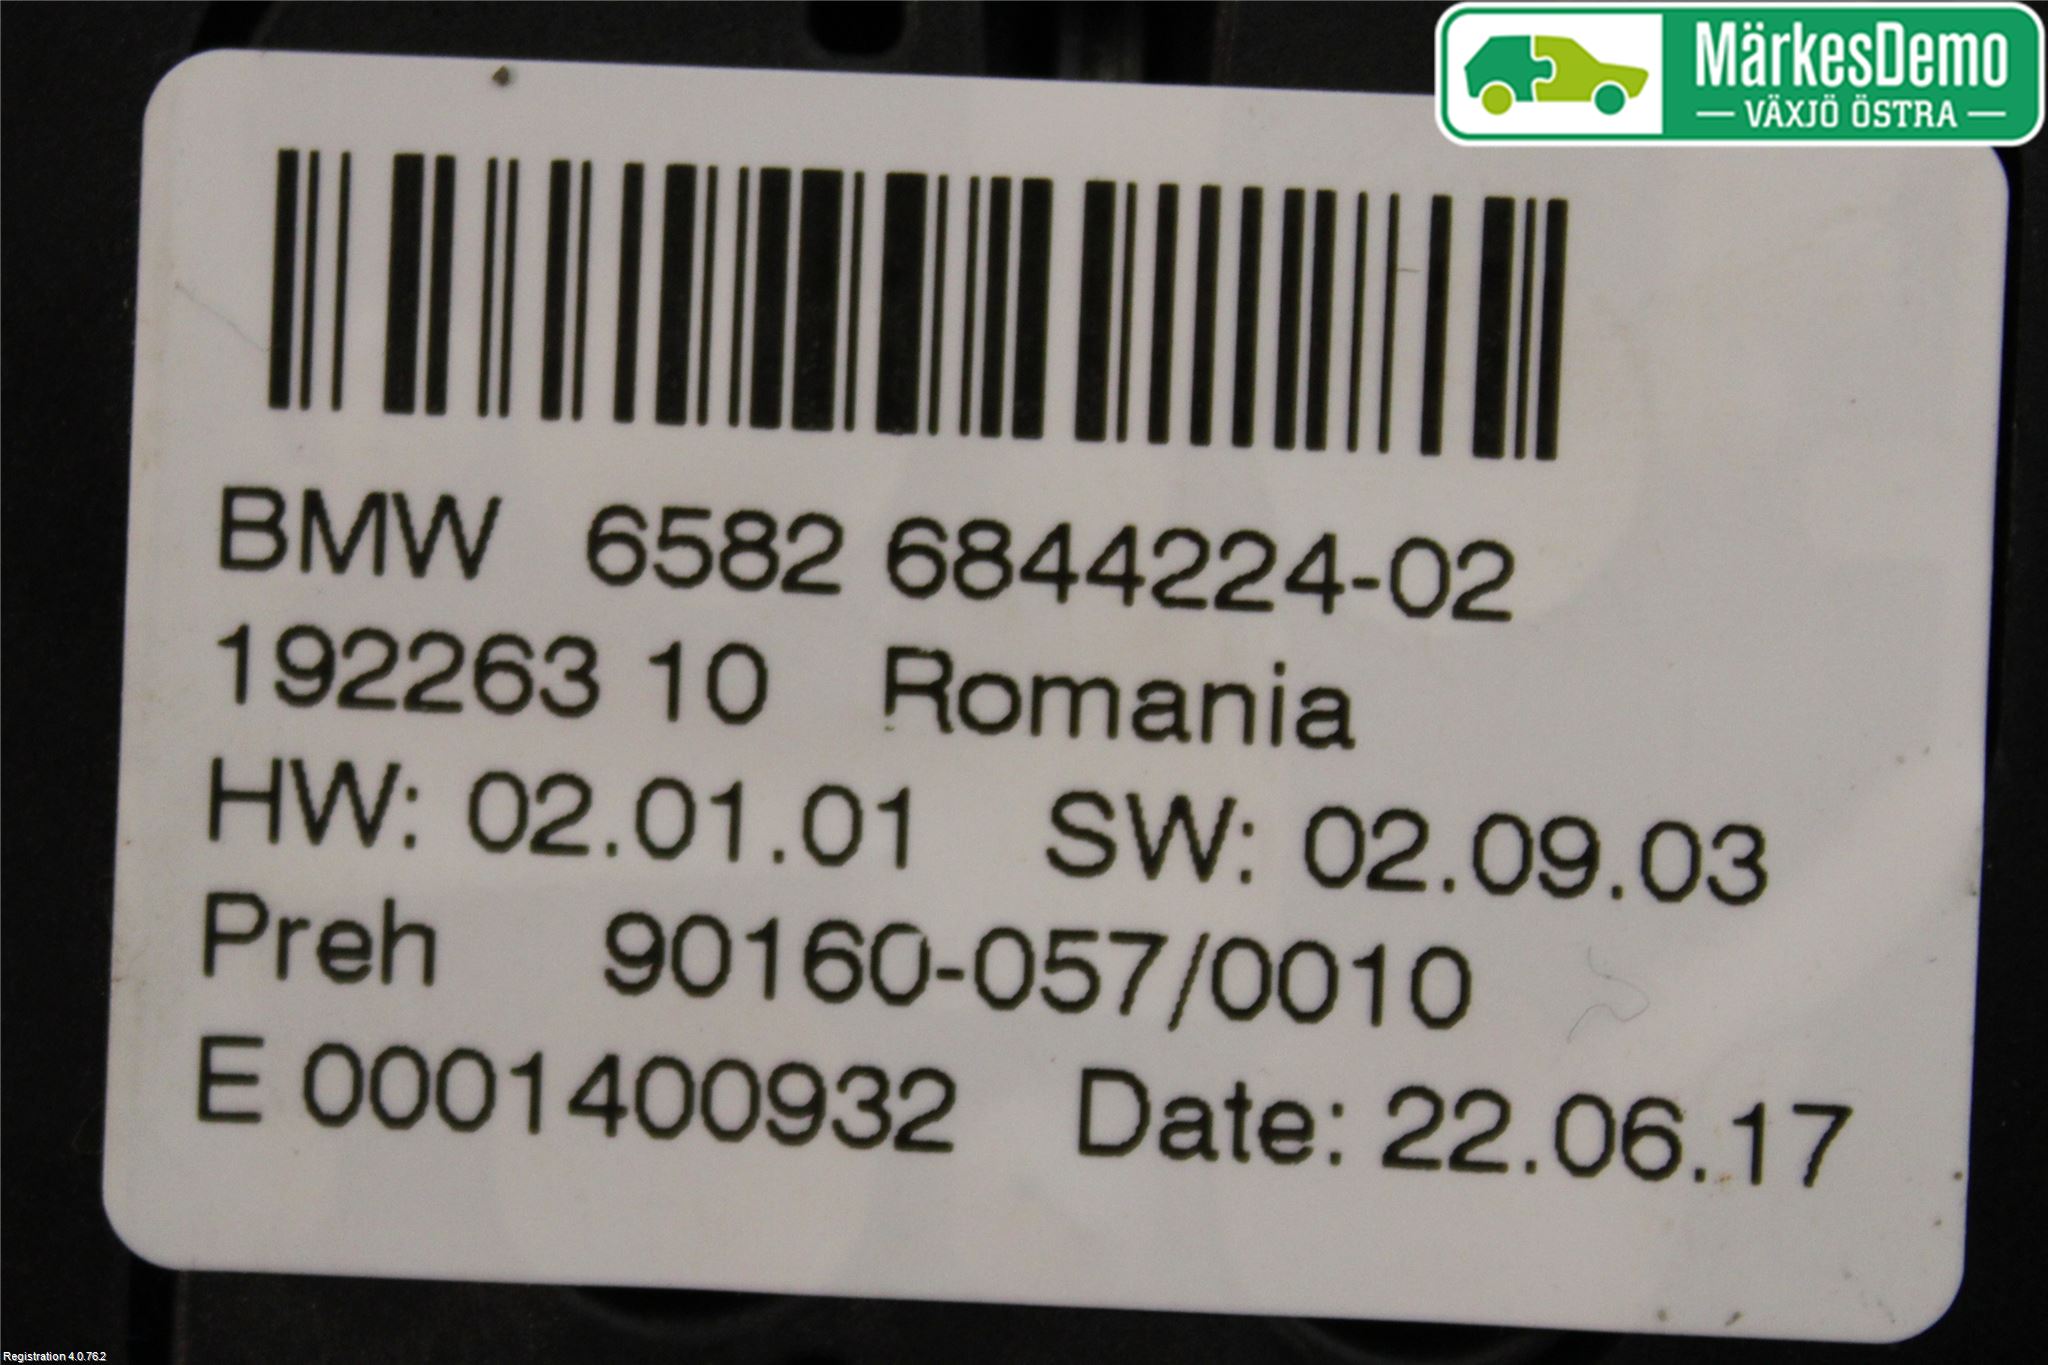 MärkesDemo
VÄXJÖ ÖSTRA
BMW 6582 6844224-02
192263 10 Romania
HW: 02.01.01 SW: 02.09.03
Preh 90160-057/0010
E 0001400932 Date: 22.06.17
Registration 4.0.76.2